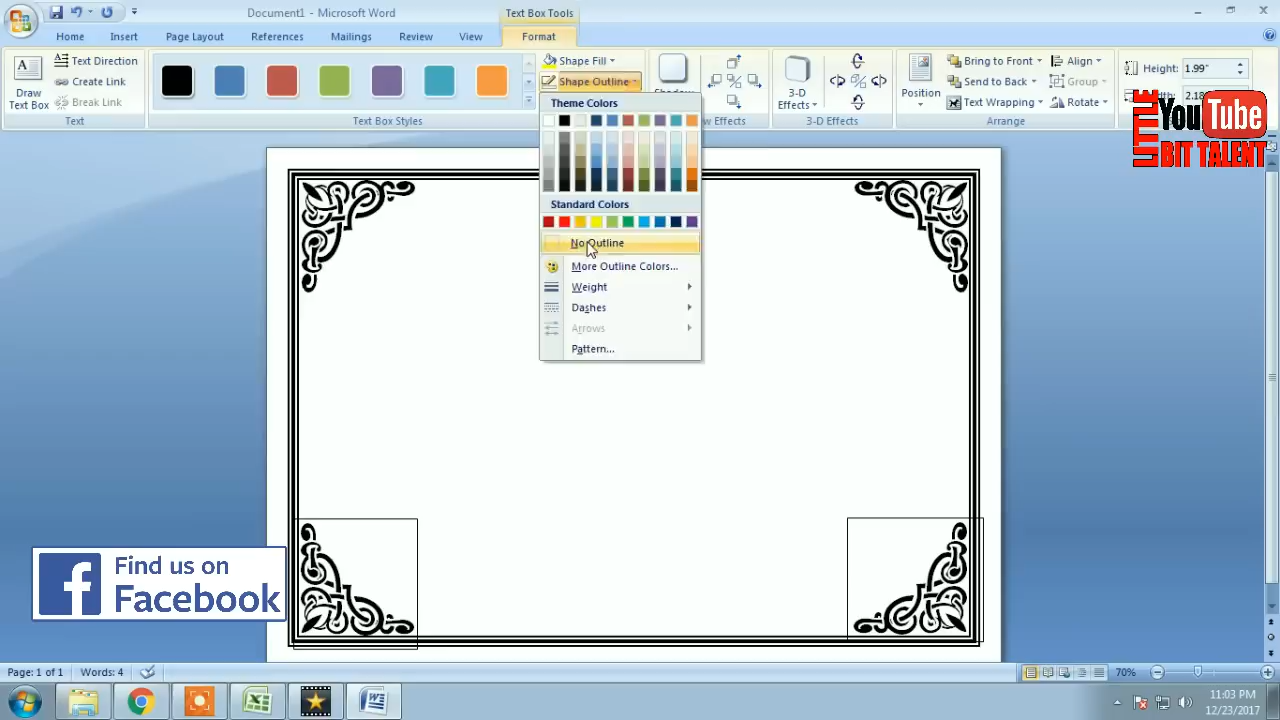 Document1 - Microsoft Word
Text Box Tools
Home Insert Page Layout References Mailings Review View Format
Draw
Text Box
Text Direction
Create Link
Break Link
Text
Text Box Styles
Shape Fill
Shape Outline
3-D
Effects
3-D Effects
Position
Bring to Front
Send to Back
Text Wrapping
Align
Group
Rotate
Arrange
Height: 1.99"
Theme Colors
Standard Colors
No Outline
More Outline Colors...
Weight
Dashes
Arrows
Pattern...
LITTLE
YouTube
BIT TALENT
Find us on
Facebook
Page: 1 of 1 Words: 4
70%
11:03 PM
12/23/2017